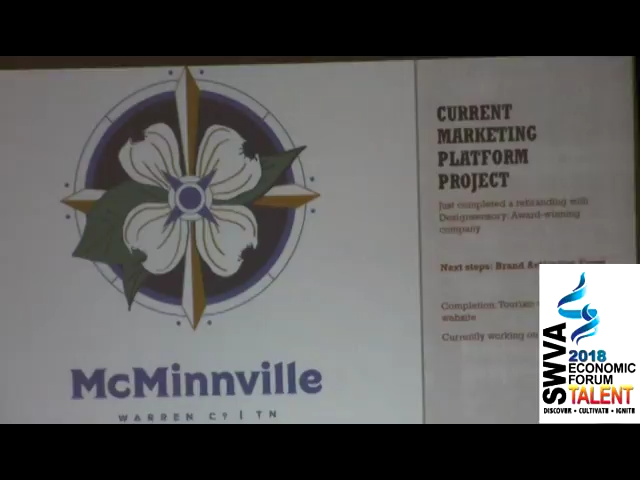 CURRENT
MARKETING
PLATFORM
PROJECT
Just completed a rebranding with
Designsensory: Award-winning
company
Next steps: Brand
Completion Tourism
website
Currently working on
McMinnville
WARREN CO | TN
SWVA
2018
ECONOMIC
FORUM
TALENT
DISCOVER • CULTIVATE • IGNITE